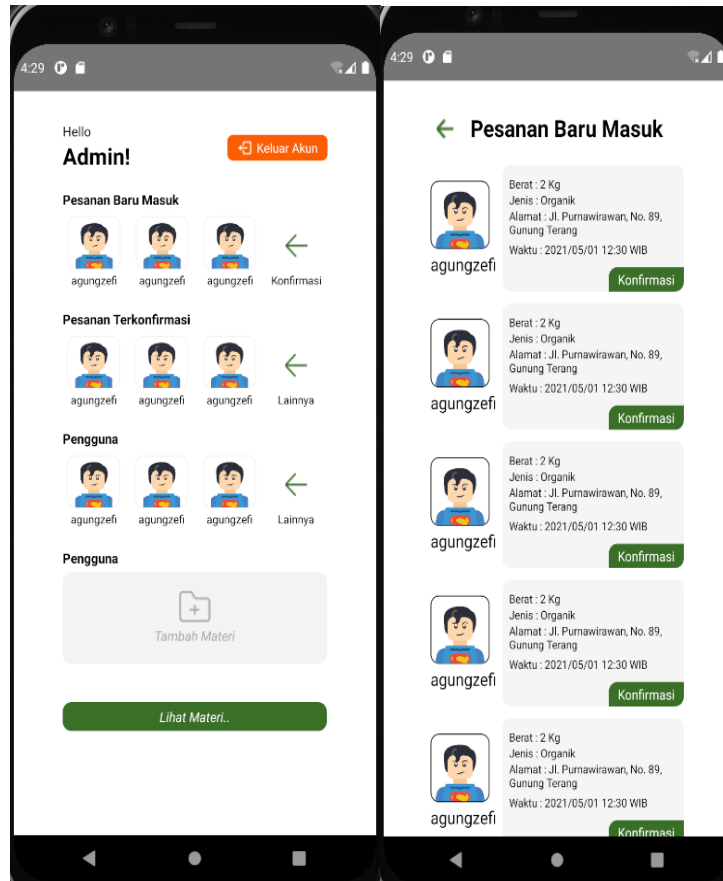 4:29
Hello
Admin!
Keluar Akun
Pesanan Baru Masuk
agungzefi agungzefi agungzefi Konfirmasi
Pesanan Terkonfirmasi
agungzefi agungzefi agungzefi Lainnya
Pengguna
agungzefi agungzefi agungzefi Lainnya
Pengguna
Tambah Materi
Lihat Materi..
4:29
Pesanan Baru Masuk
agungzefi
Berat : 2 Kg
Jenis : Organik
Alamat : Jl. Purnawirawan, No. 89,
Gunung Terang
Waktu : 2021/05/01 12:30 WIB
Konfirmasi
agungzefi
Berat : 2 Kg
Jenis : Organik
Alamat : Jl. Purnawirawan, No. 89,
Gunung Terang
Waktu : 2021/05/01 12:30 WIB
Konfirmasi
agungzefi
Berat : 2 Kg
Jenis : Organik
Alamat : Jl. Purnawirawan, No. 89,
Gunung Terang
Waktu : 2021/05/01 12:30 WIB
Konfirmasi
agungzefi
Berat : 2 Kg
Jenis : Organik
Alamat : Jl. Purnawirawan, No. 89,
Gunung Terang
Waktu : 2021/05/01 12:30 WIB
Konfirmasi
agungzefi
Berat : 2 Kg
Jenis : Organik
Alamat : Jl. Purnawirawan, No. 89,
Gunung Terang
Waktu : 2021/05/01 12:30 WIB
Konfirmasi